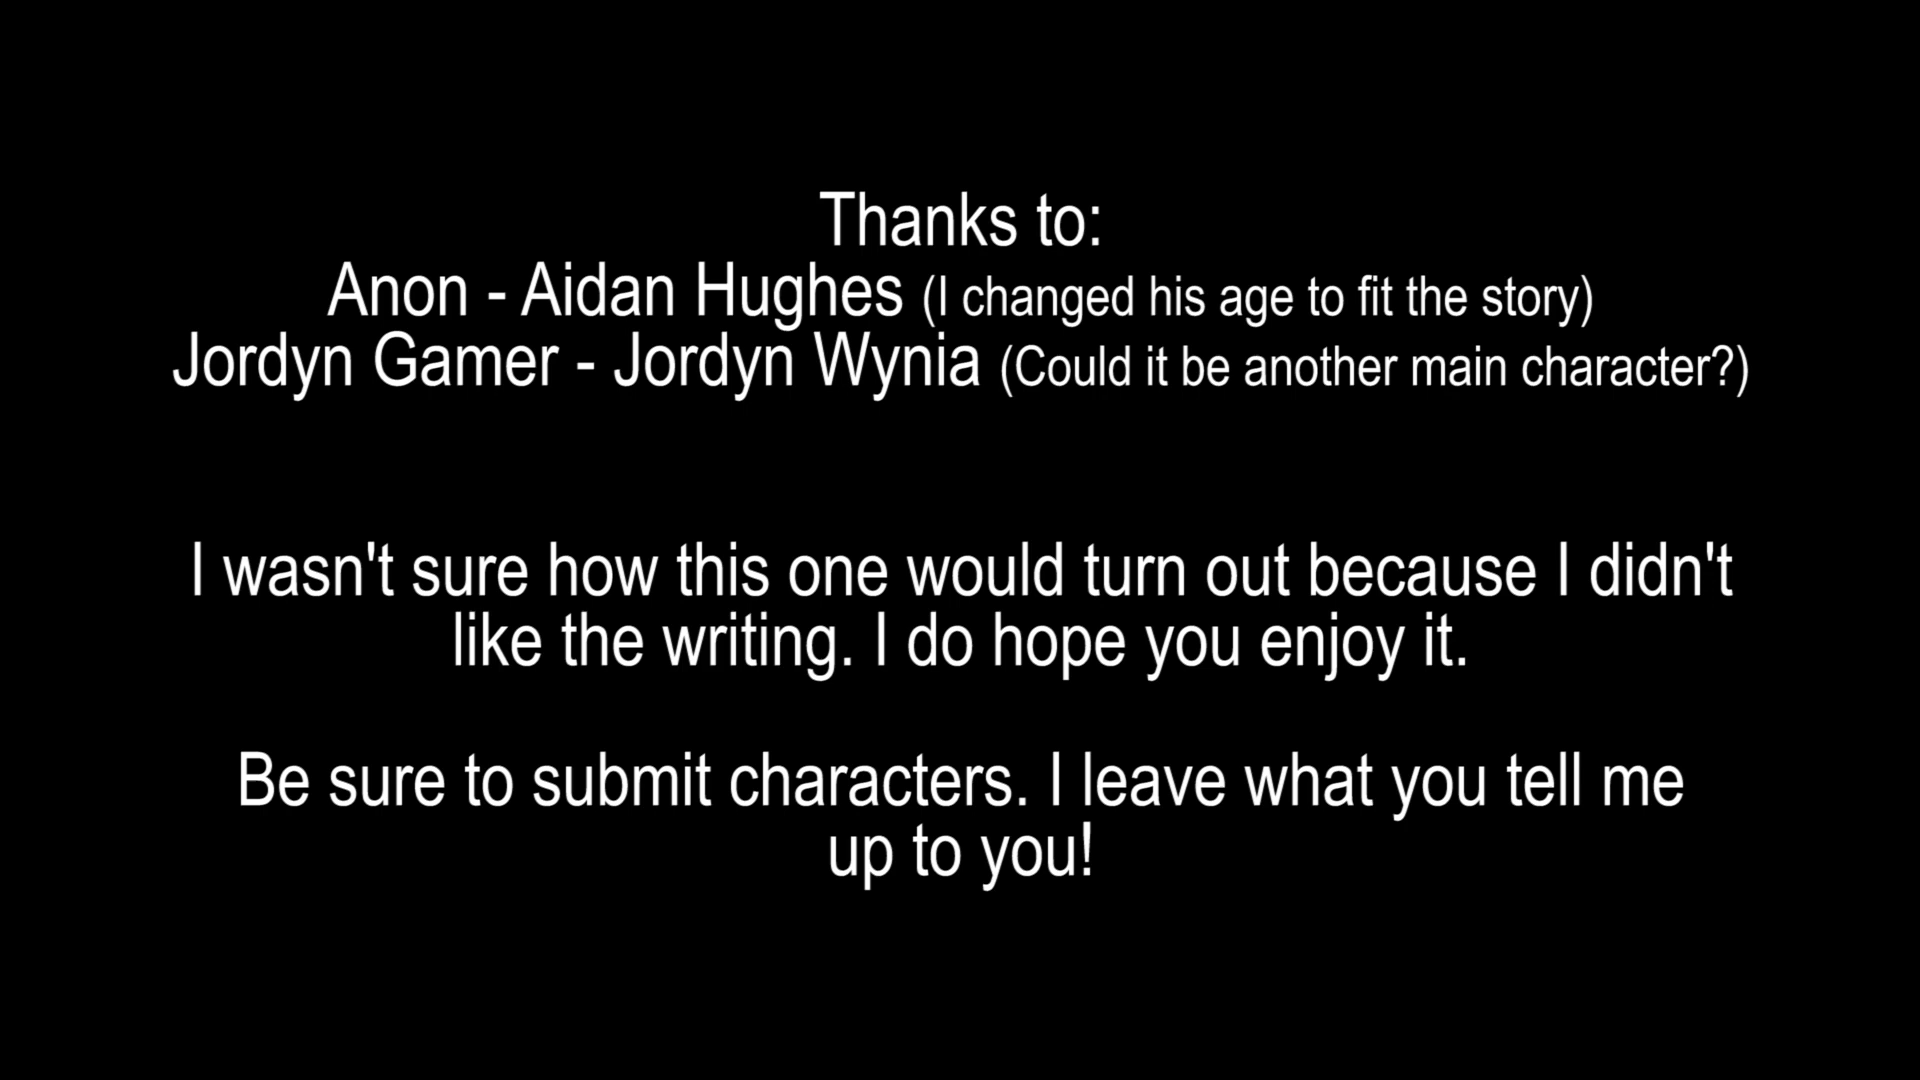 Thanks to:
Anon - Aidan Hughes (I changed his age to fit the story)
Jordyn Gamer - Jordyn Wynia (Could it be another main character?)
I wasn't sure how this one would turn out because I didn't
like the writing. I do hope you enjoy it.
Be sure to submit characters. I leave what you tell me
up to you!